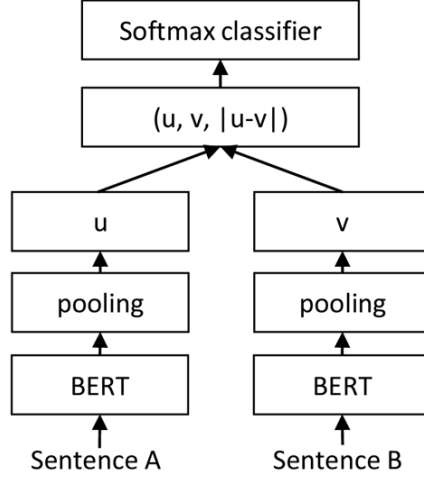 Softmax classifier
(u, v, |u-v|)
u
v
pooling
pooling
BERT
BERT
Sentence A
Sentence B